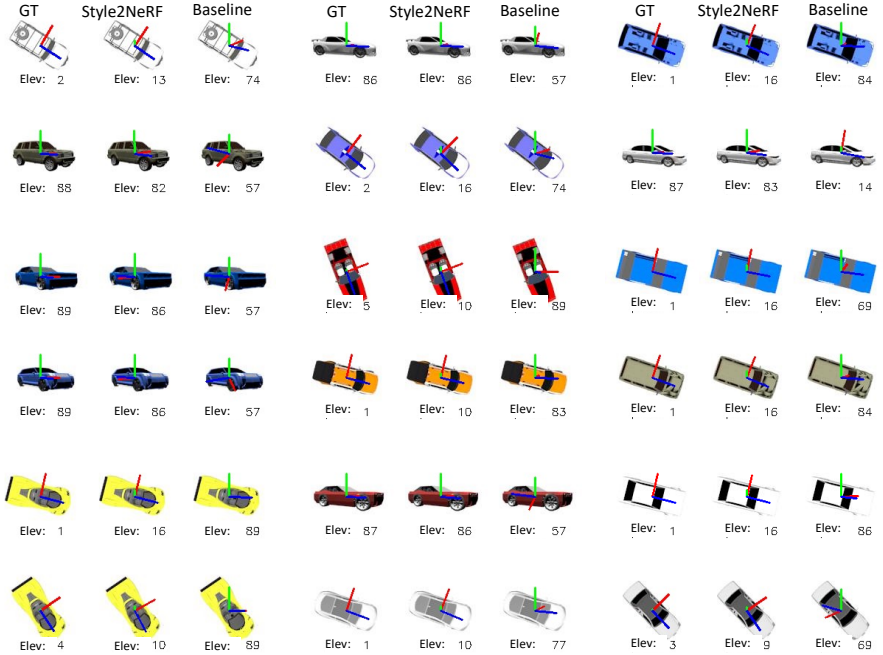 GT Style2NeRF Baseline GT Style2NeRF Baseline GT Style2NeRF Baseline
Elev: 2 Elev: 13 Elev: 74 Elev: 86 Elev: 86 Elev: 57 Elev: 1 Elev: 16 Elev: 84
Elev: 88 Elev: 82 Elev: 57 Elev: 2 Elev: 16 Elev: 74 Elev: 87 Elev: 83 Elev: 14
Elev: 89 Elev: 86 Elev: 57 Elev: 5 Elev: 10 Elev: 89 Elev: 1 Elev: 16 Elev: 69
Elev: 89 Elev: 86 Elev: 57 Elev: 1 Elev: 10 Elev: 83 Elev: 1 Elev: 16 Elev: 84
Elev: 1 Elev: 16 Elev: 89 Elev: 87 Elev: 86 Elev: 57 Elev: 1 Elev: 16 Elev: 86
Elev: 4 Elev: 10 Elev: 89 Elev: 1 Elev: 10 Elev: 77 Elev: 3 Elev: 9 Elev: 69